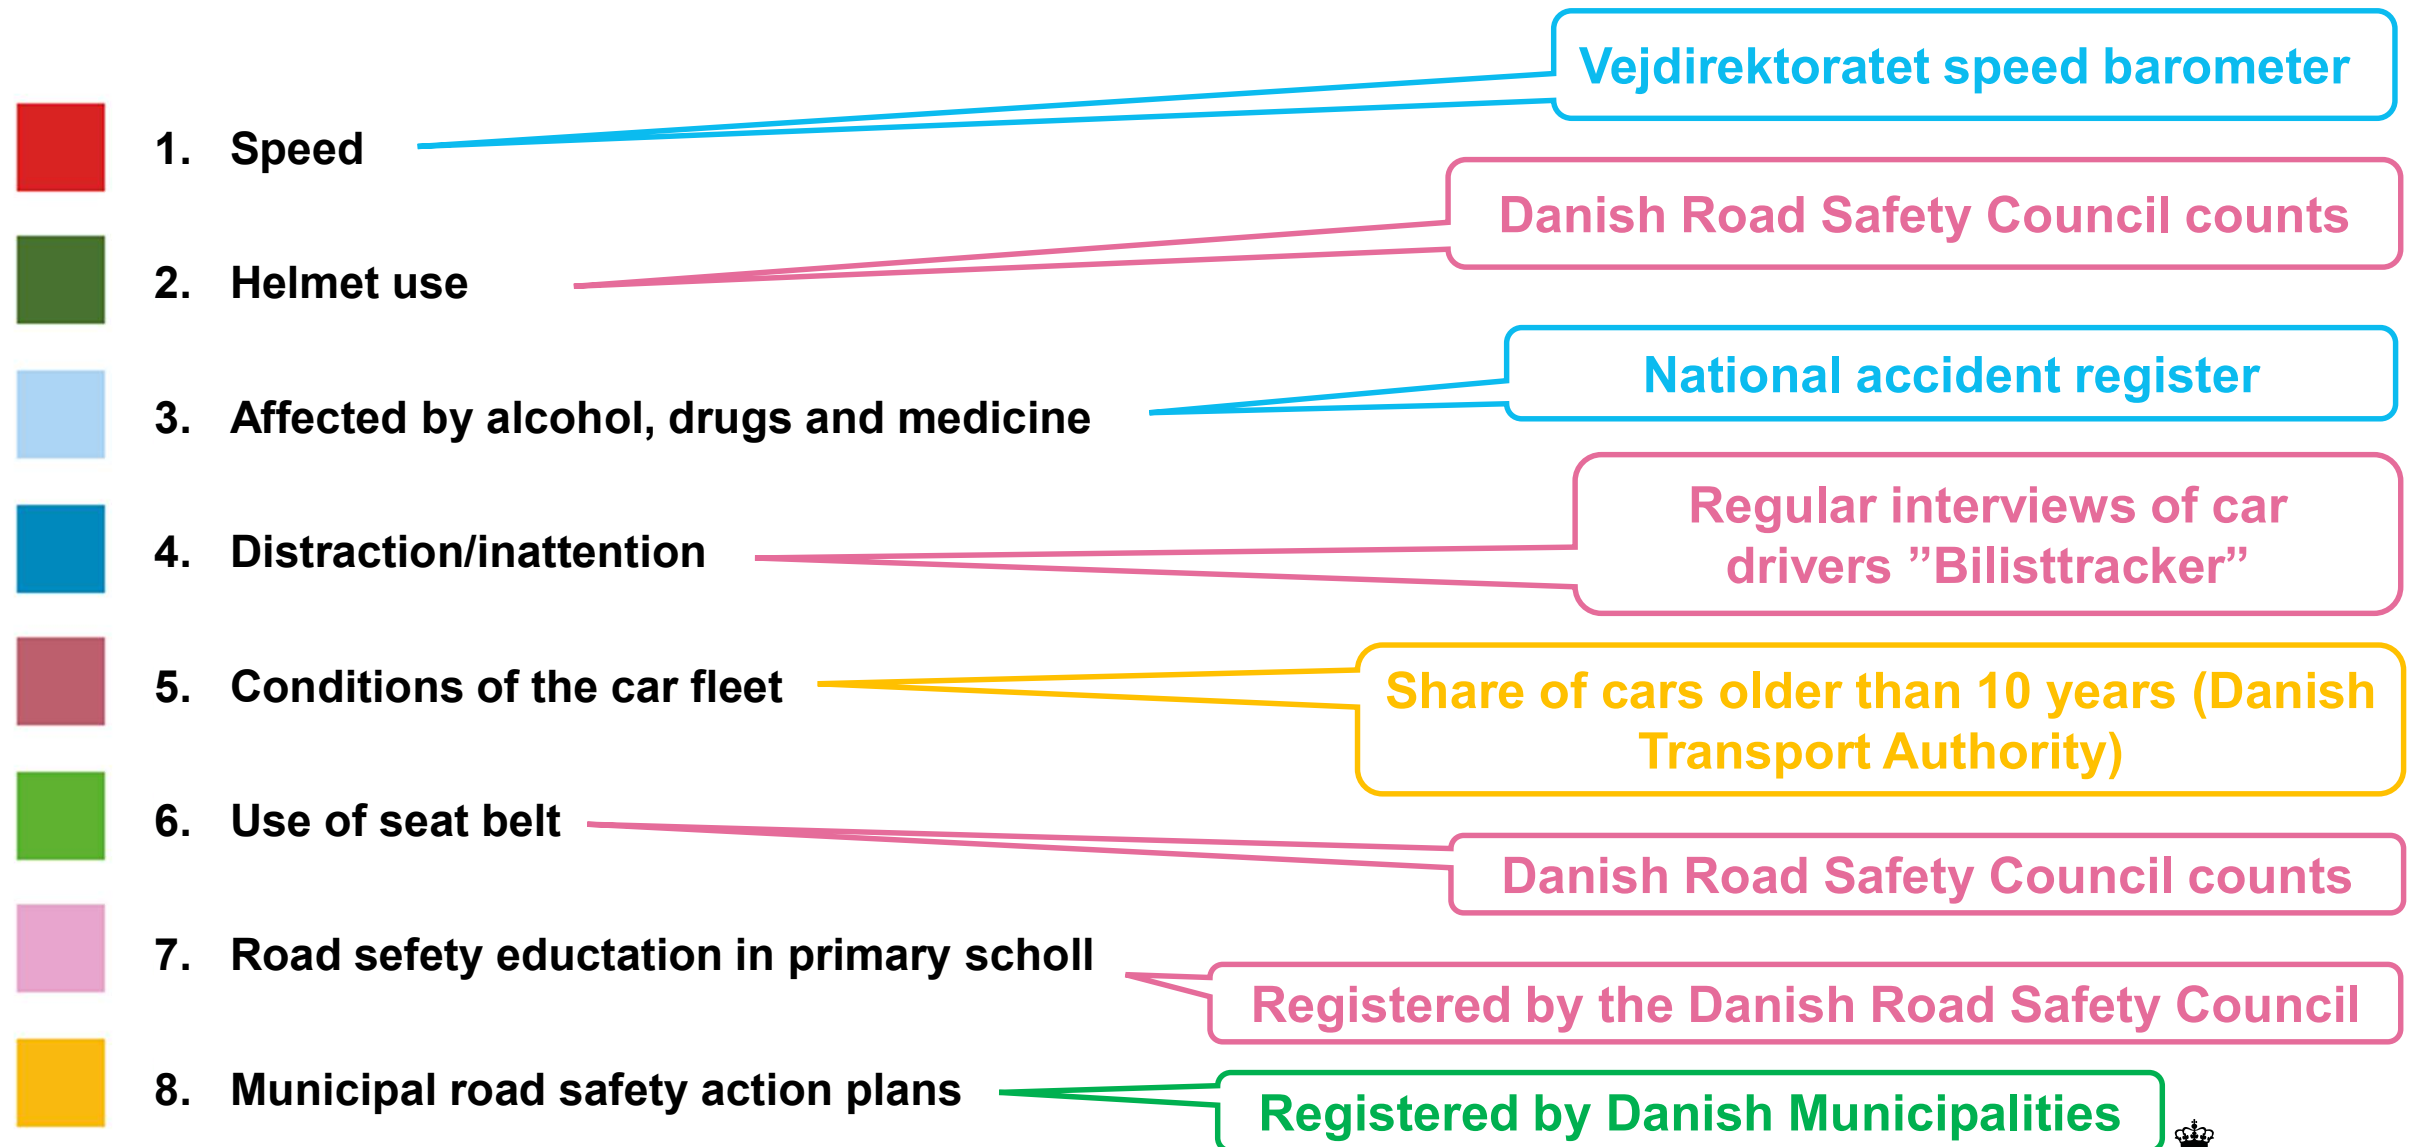 Vejdirektoratet speed barometer
1. Speed
Danish Road Safety Council counts
2. Helmet use
National accident register
3. Affected by alcohol, drugs and medicine
Regular interviews of car
drivers ”Bilisttracker”
4. Distraction/inattention
Share of cars older than 10 years (Danish
Transport Authority)
5. Conditions of the car fleet
6. Use of seat belt
Danish Road Safety Council counts
7. Road sefety eductation in primary scholl
Registered by the Danish Road Safety Council
8. Municipal road safety action plans
Registered by Danish Municipalities